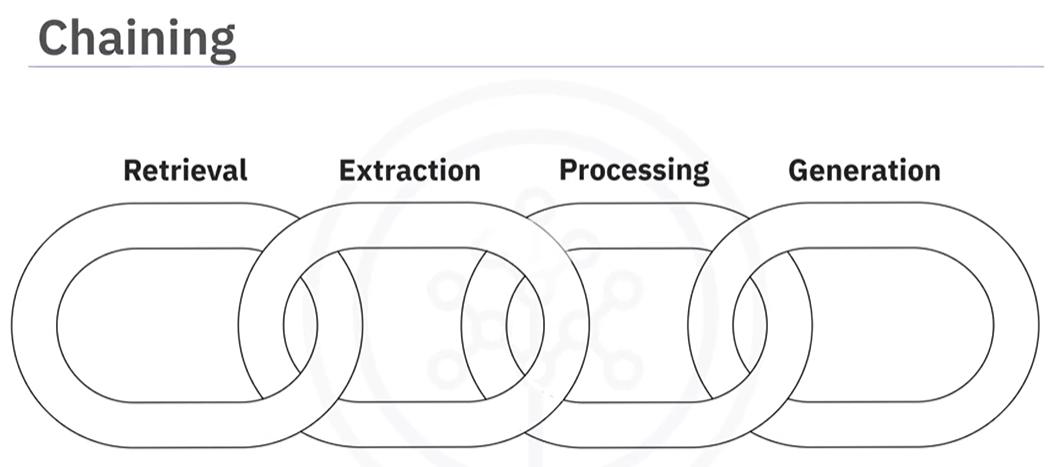 Chaining
Retrieval Extraction Processing Generation